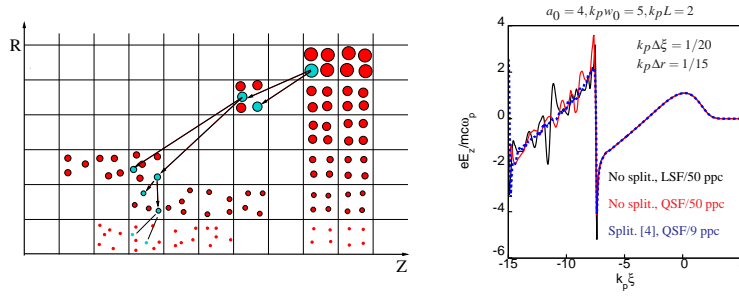 R
Z
a₀ = 4, kₚw₀ = 5, kₚL = 2
eE_z/mcωₚ
4
2
0
-2
-4
-6
kₚΔξ = 1/20
kₚΔr = 1/15
No split., LSF/50 ppc
No split., QSF/50 ppc
Split. [4], QSF/9 ppc
-15
-10
-5
0
kₚξ